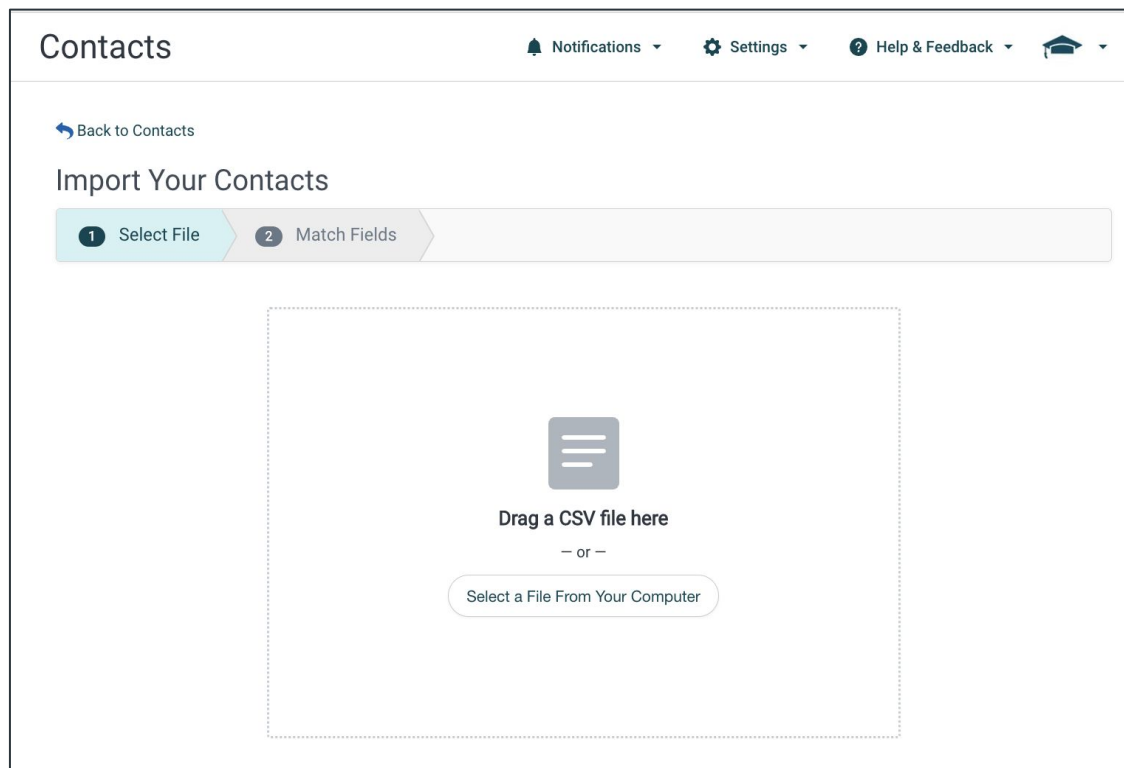 Contacts
Notifications
Settings
Help & Feedback
Back to Contacts
Import Your Contacts
1 Select File
2 Match Fields
Drag a CSV file here
— or —
Select a File From Your Computer